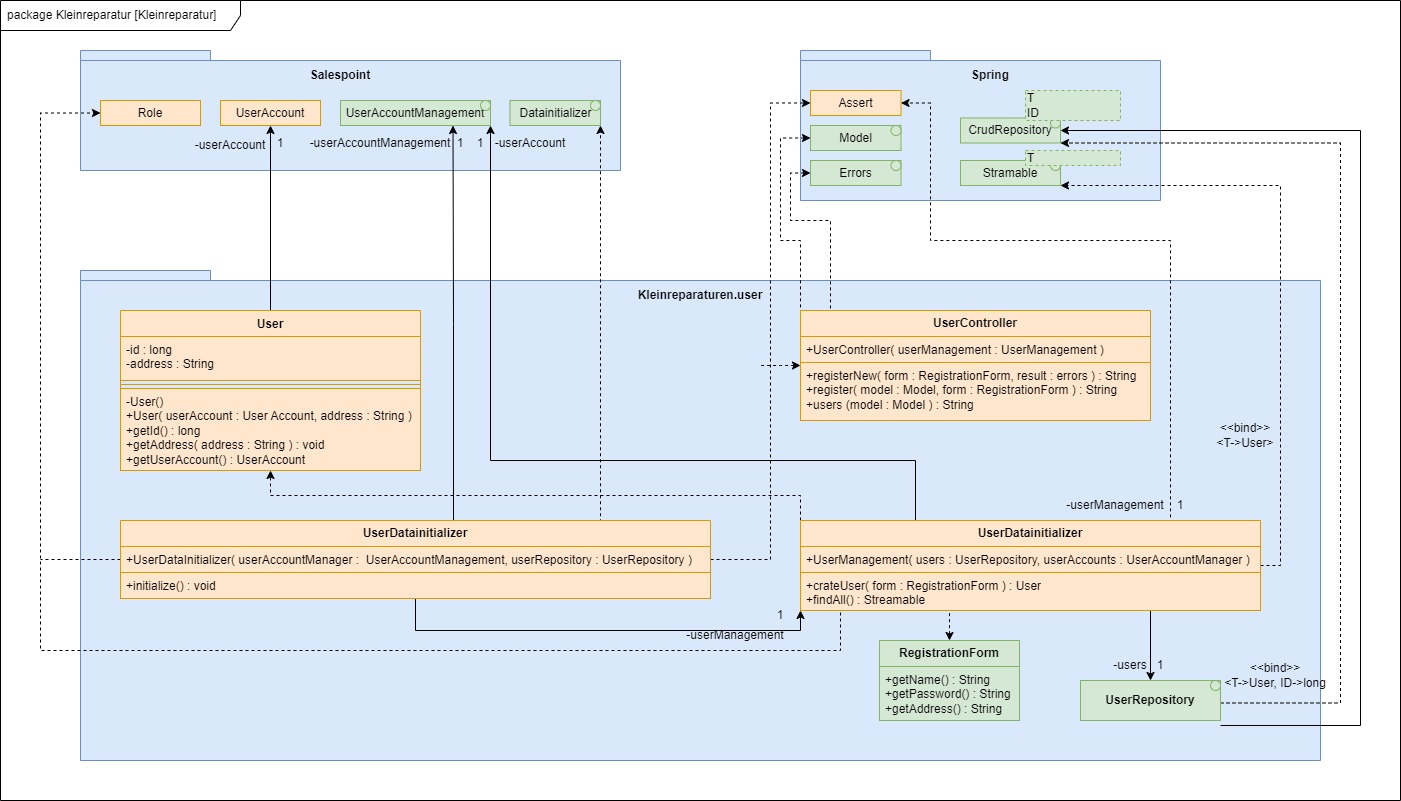 package Kleinreparatur [Kleinreparatur]
Salespoint
Role
UserAccount
UserAccountManagement
Datainitializer
-userAccount
1
-userAccountManagement
1
1
-userAccount
Spring
Assert
Model
Errors
T
ID
CrudRepository
T
Stramable
Kleinreparaturen.user
User
-id : long
-address : String
-User()
+User( userAccount : User Account, address : String )
+getId() : long
+getAddress( address : String ) : void
+getUserAccount() : UserAccount
UserController
+UserController( userManagement : UserManagement )
+registerNew( form : RegistrationForm, result : errors ) : String
+register( model : Model, form : RegistrationForm ) : String
+users (model : Model ) : String
<<bind>>
<T->User>
-userManagement
1
UserDatainitializer
+UserDataInitializer( userAccountManager : UserAccountManagement, userRepository : UserRepository )
+initialize() : void
UserDatainitializer
+UserManagement( users : UserRepository, userAccounts : UserAccountManager )
+crateUser( form : RegistrationForm ) : User
+findAll() : Streamable
1
-userManagement
RegistrationForm
+getName() : String
+getPassword() : String
+getAddress() : String
-users
1
UserRepository
<<bind>>
<T->User, ID->long